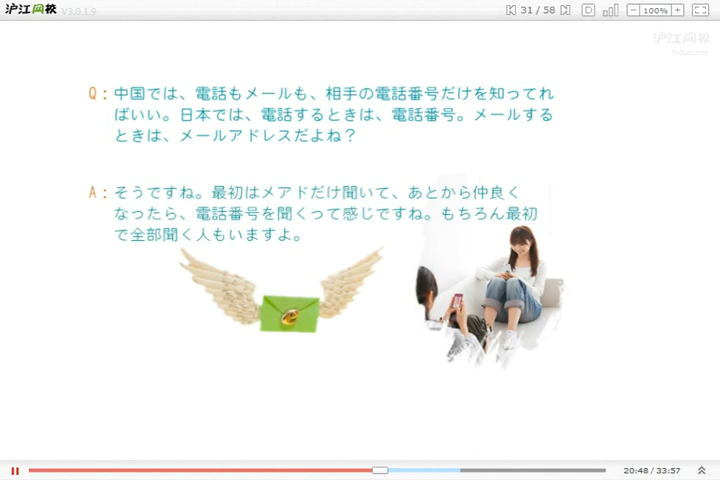 沪江网校 V3.0.1.9
31 / 58
D
100%
沪江网校
Q：中国では、電話もメールも、相手の電話番号だけを知ってれ
ばいい。日本では、電話するときは、電話番号。メールする
ときは、メールアドレスだよね？
A：そうですね。最初はメアドだけ聞いて、あとから仲良く
なったら、電話番号を聞くって感じですね。もちろん最初
で全部聞く人もいますよ。
20:48 / 33:57